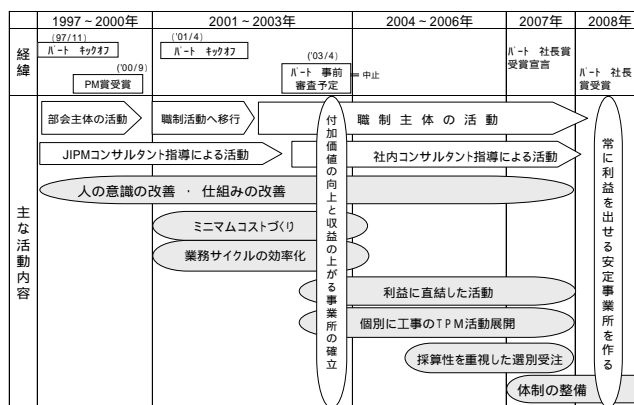 1997～2000年
2001～2003年
2004～2006年
2007年
2008年
経緯
(97/11)
ﾊﾟｰﾄ ｷｯｸｵﾌ
('00/9)
PM賞受賞
('01/4)
ﾊﾟｰﾄ ｷｯｸｵﾌ
('03/4)
ﾊﾟｰﾄ 事前
審査予定
中止
ﾊﾟｰﾄ 社長賞
受賞宣言
ﾊﾟｰﾄ 社長
賞受賞
主な活動内容
部会主体の活動
職制活動へ移行
職 制 主 体 の 活 動
JIPMコンサルタント指導による活動
社内コンサルタント指導による活動
人の意識の改善 ・ 仕組みの改善
ミニマムコストづくり
業務サイクルの効率化
利益に直結した活動
個別に工事のＴＰＭ活動展開
採算性を重視した選別受注
体制の整備
付加価値の向上と収益の上がる事業所の確立
常に利益を出せる安定事業所を作る